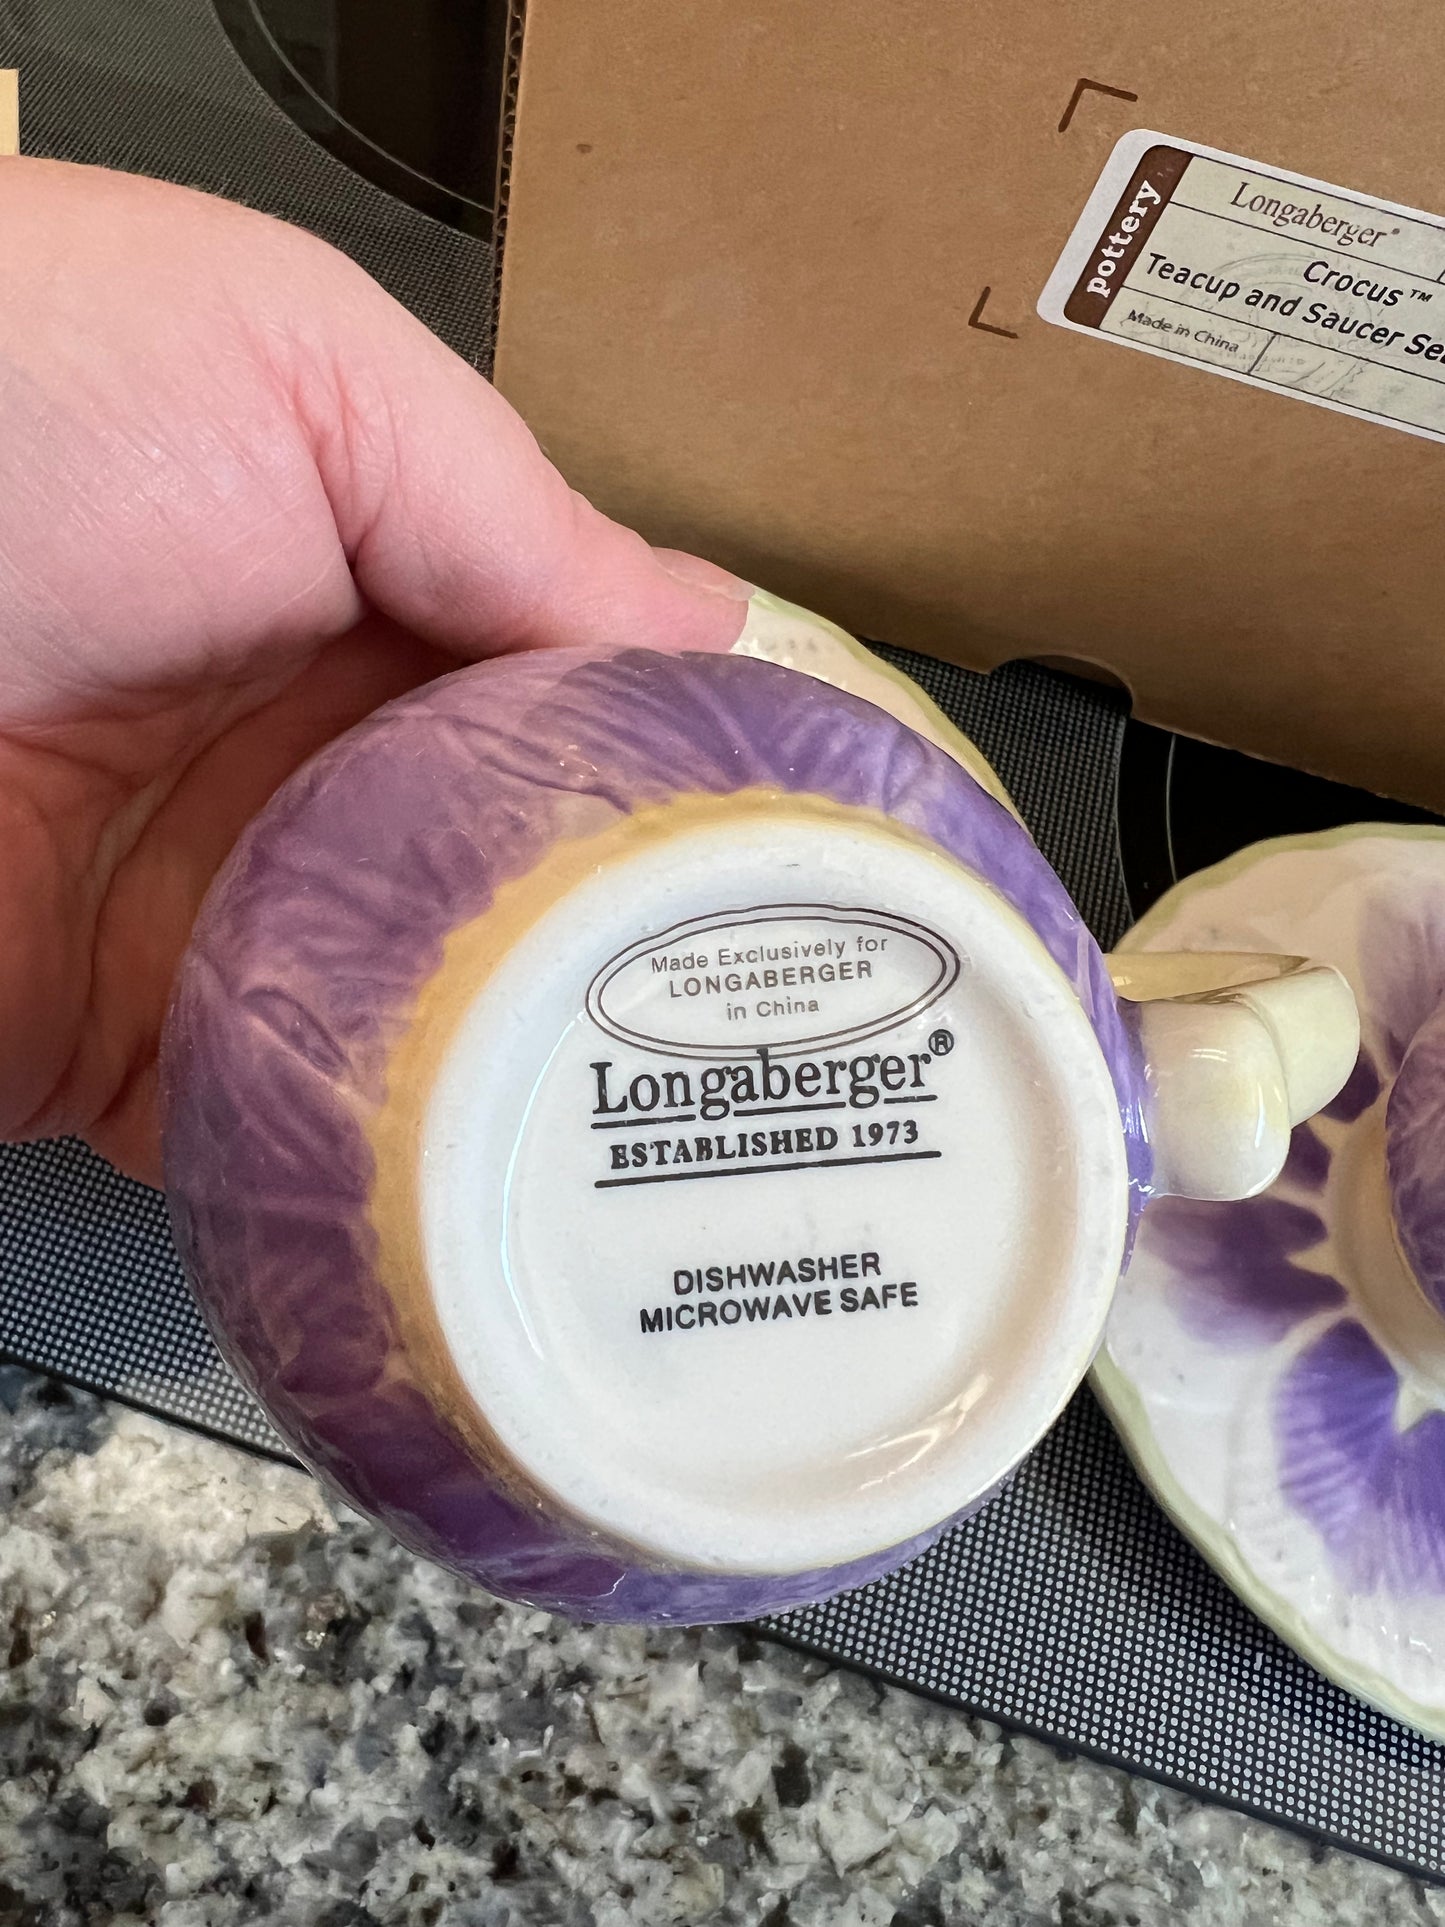 pottery
Longaberger®
Crocus™
Teacup and Saucer
Made in China
Made Exclusively for
LONGABERGER
in China
Longaberger®
ESTABLISHED 1973
DISHWASHER
MICROWAVE SAFE